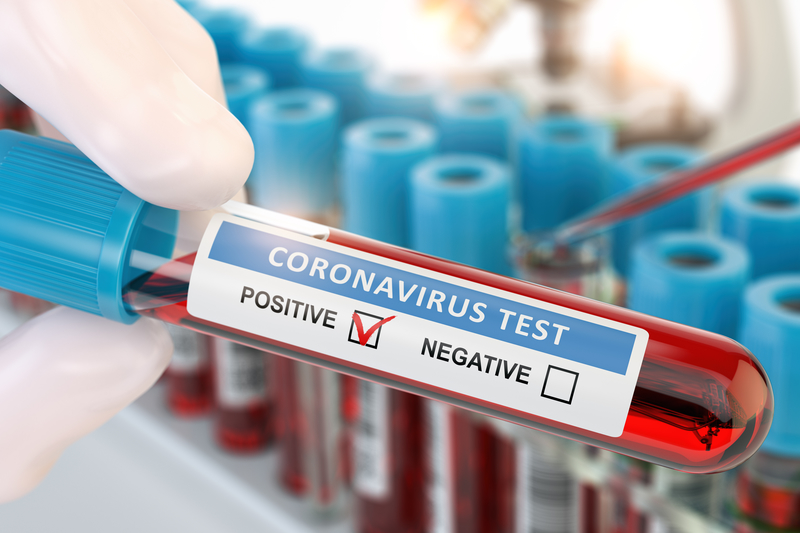 CORONAVIRUS TEST
POSITIVE ☑ NEGATIVE ☐